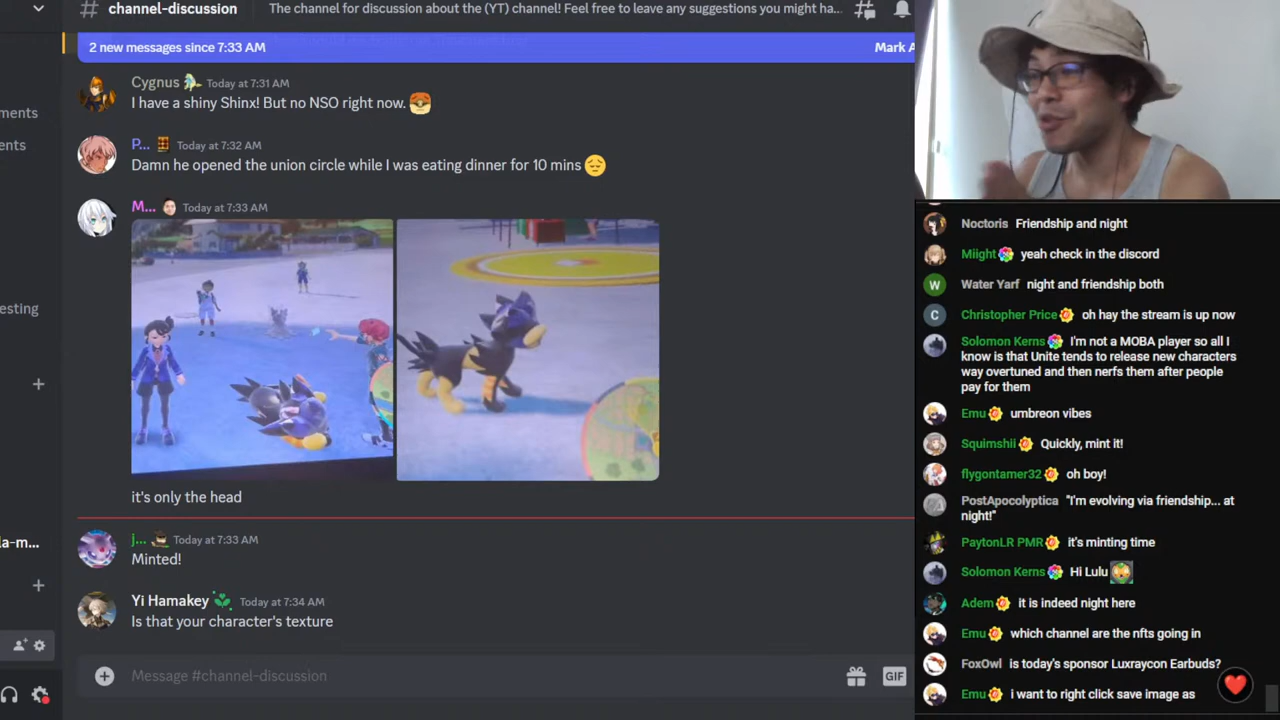 # channel-discussion
The channel for discussion about the (YT) channel! Feel free to leave any suggestions you might ha...
2 new messages since 7:33 AM
Mark A
Cygnus Today at 7:31 AM
I have a shiny Shinx! But no NSO right now.
P... Today at 7:32 AM
Damn he opened the union circle while I was eating dinner for 10 mins
M... Today at 7:33 AM
it's only the head
j... Today at 7:33 AM
Minted!
Yi Hamakey Today at 7:34 AM
Is that your character's texture
Message #channel-discussion
GIF
ments
ents
esting
la-m...
Noctoris Friendship and night
Miight yeah check in the discord
W Water Yarf night and friendship both
C Christopher Price oh hay the stream is up now
Solomon Kerns I'm not a MOBA player so all I
know is that Unite tends to release new characters
way overtuned and then nerfs them after people
pay for them
Emu umbreon vibes
Squimshii Quickly, mint it!
flygontamer32 oh boy!
PostApocolyptica "I'm evolving via friendship... at
night!"
PaytonLR PMR it's minting time
Solomon Kerns Hi Lulu
Adem it is indeed night here
Emu which channel are the nfts going in
FoxOwl is today's sponsor Luxraycon Earbuds?
Emu i want to right click save image as